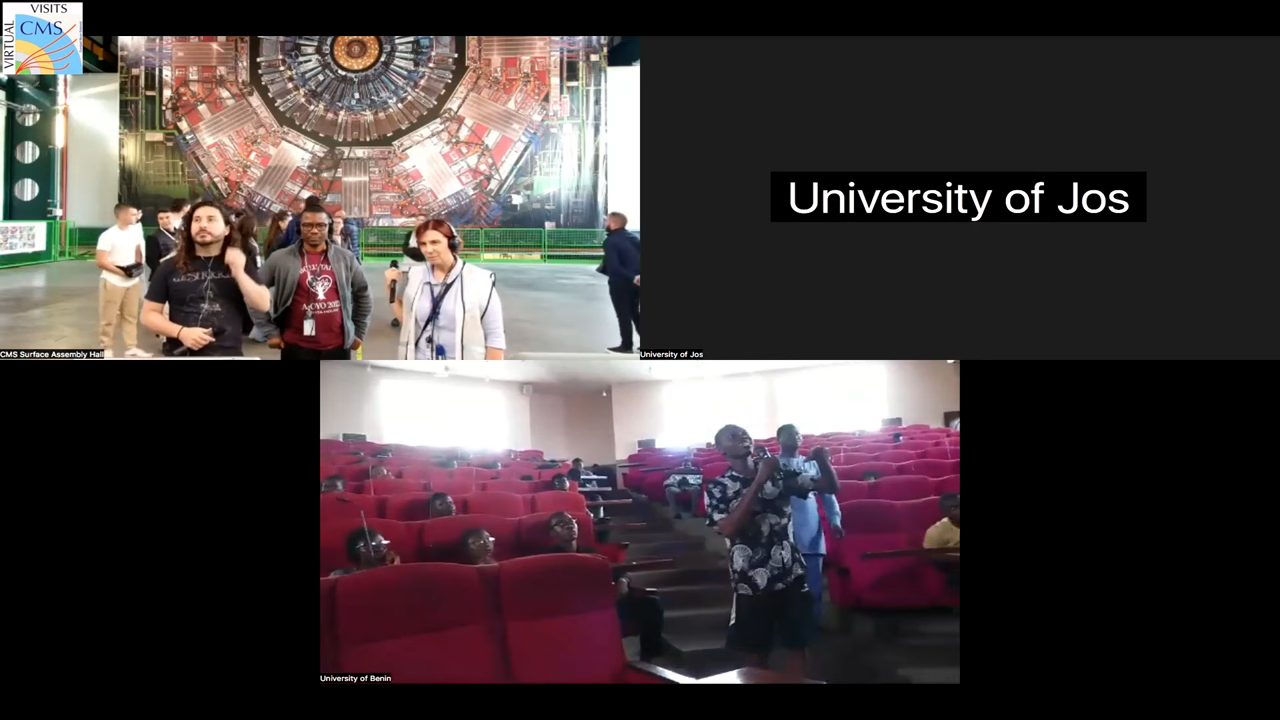 VISITS
VIRTUAL
CMS
CMS Surface Assembly Hall
University of Jos
University of Jos
University of Benin